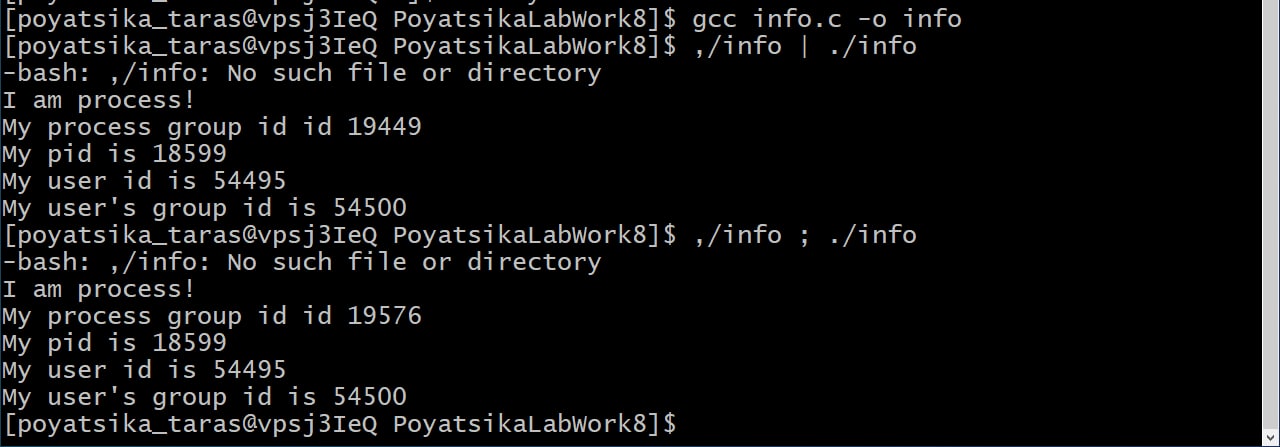 [poyatsika_taras@vpsj3IeQ PoyatsikaLabWork8]$ gcc info.c -o info
[poyatsika_taras@vpsj3IeQ PoyatsikaLabWork8]$ ,/info | ./info
-bash: ,/info: No such file or directory
I am process!
My process group id id 19449
My pid is 18599
My user id is 54495
My user's group id is 54500
[poyatsika_taras@vpsj3IeQ PoyatsikaLabWork8]$ ,/info ; ./info
-bash: ,/info: No such file or directory
I am process!
My process group id id 19576
My pid is 18599
My user id is 54495
My user's group id is 54500
[poyatsika_taras@vpsj3IeQ PoyatsikaLabWork8]$